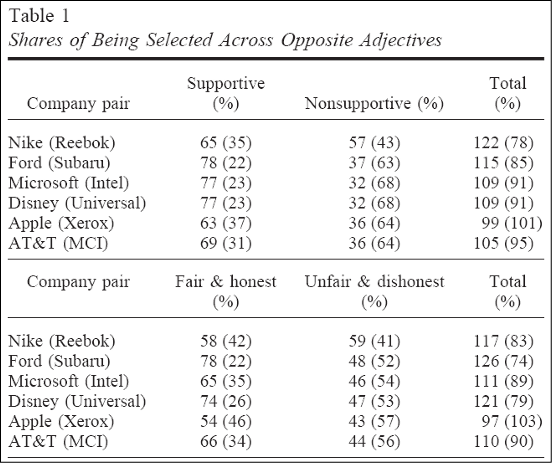 Table 1
Shares of Being Selected Across Opposite Adjectives
Supportive Total
Company pair (%) Nonsupportive (%) (%)
Nike (Reebok) 65 (35) 57 (43) 122 (78)
Ford (Subaru) 78 (22) 37 (63) 115 (85)
Microsoft (Intel) 77 (23) 32 (68) 109 (91)
Disney (Universal) 77 (23) 32 (68) 109 (91)
Apple (Xerox) 63 (37) 36 (64) 99 (101)
AT&T (MCI) 69 (31) 36 (64) 105 (95)
Company pair Fair & honest Unfair & dishonest Total
(%) (%) (%)
Nike (Reebok) 58 (42) 59 (41) 117 (83)
Ford (Subaru) 78 (22) 48 (52) 126 (74)
Microsoft (Intel) 65 (35) 46 (54) 111 (89)
Disney (Universal) 74 (26) 47 (53) 121 (79)
Apple (Xerox) 54 (46) 43 (57) 97 (103)
AT&T (MCI) 66 (34) 44 (56) 110 (90)